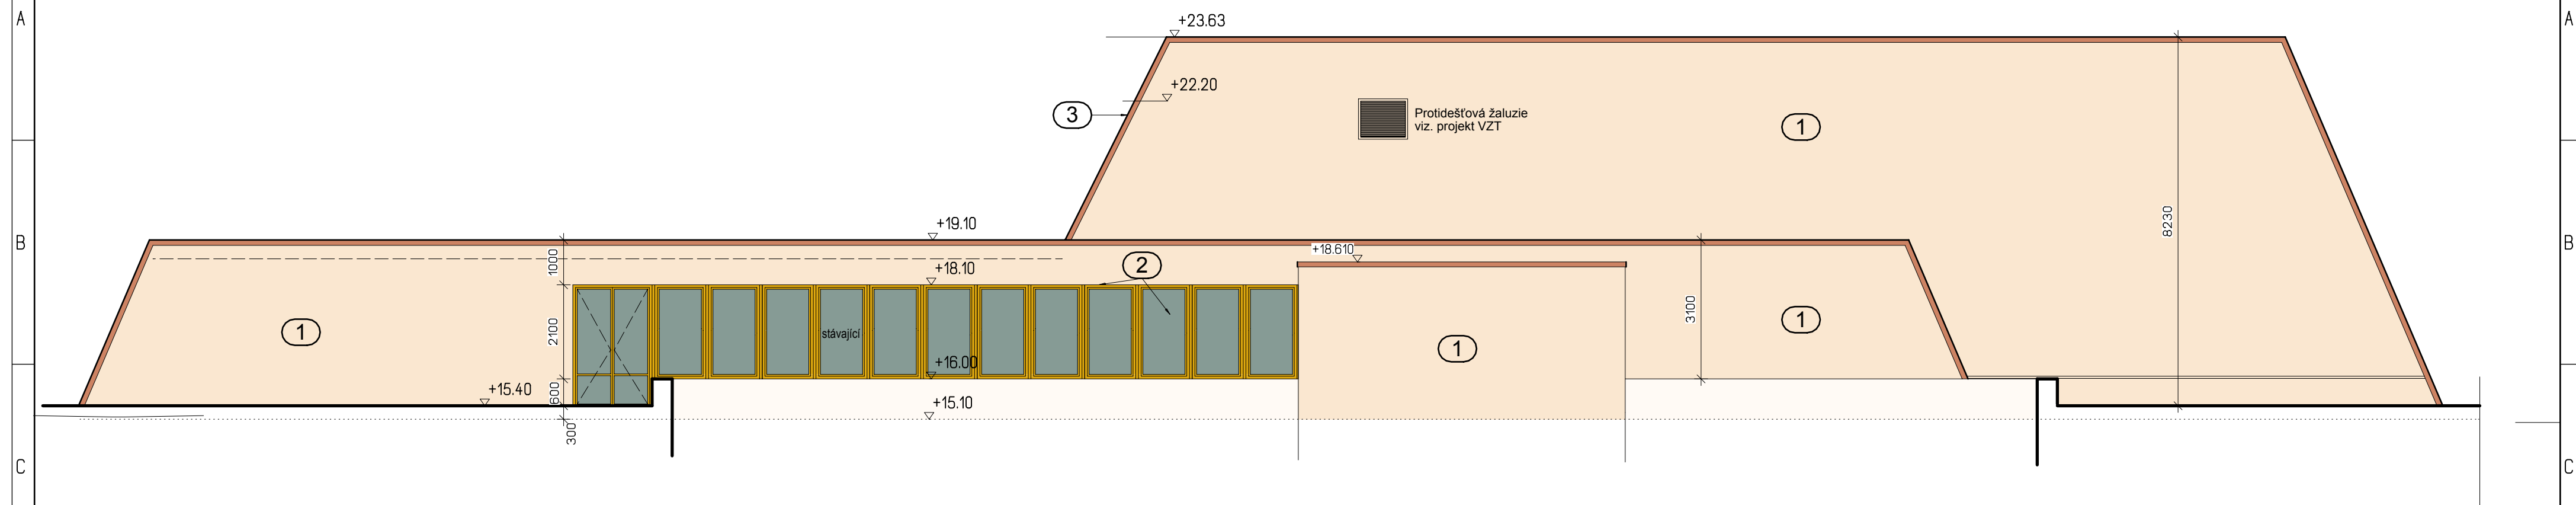 A
A
+23.63
+22.20
3
Protidešťová žaluzie
viz. projekt VZT
1
8230
+19.10
B
B
+18.610
1000
+18.10
2
3100
1
1
2100
stávající
1
+16.00
600
+15.40
+15.10
300
C
C